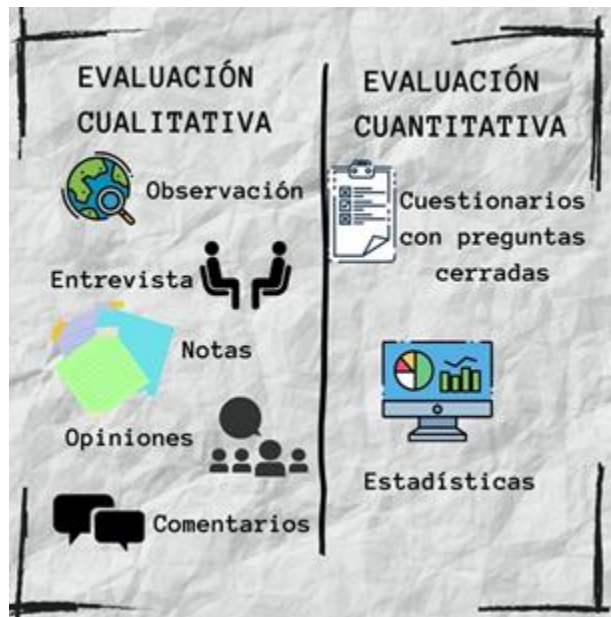 EVALUACIÓN
CUALITATIVA
Observación
Entrevista
Notas
Opiniones
Comentarios
EVALUACIÓN
CUANTITATIVA
Cuestionarios
con preguntas
cerradas
Estadísticas